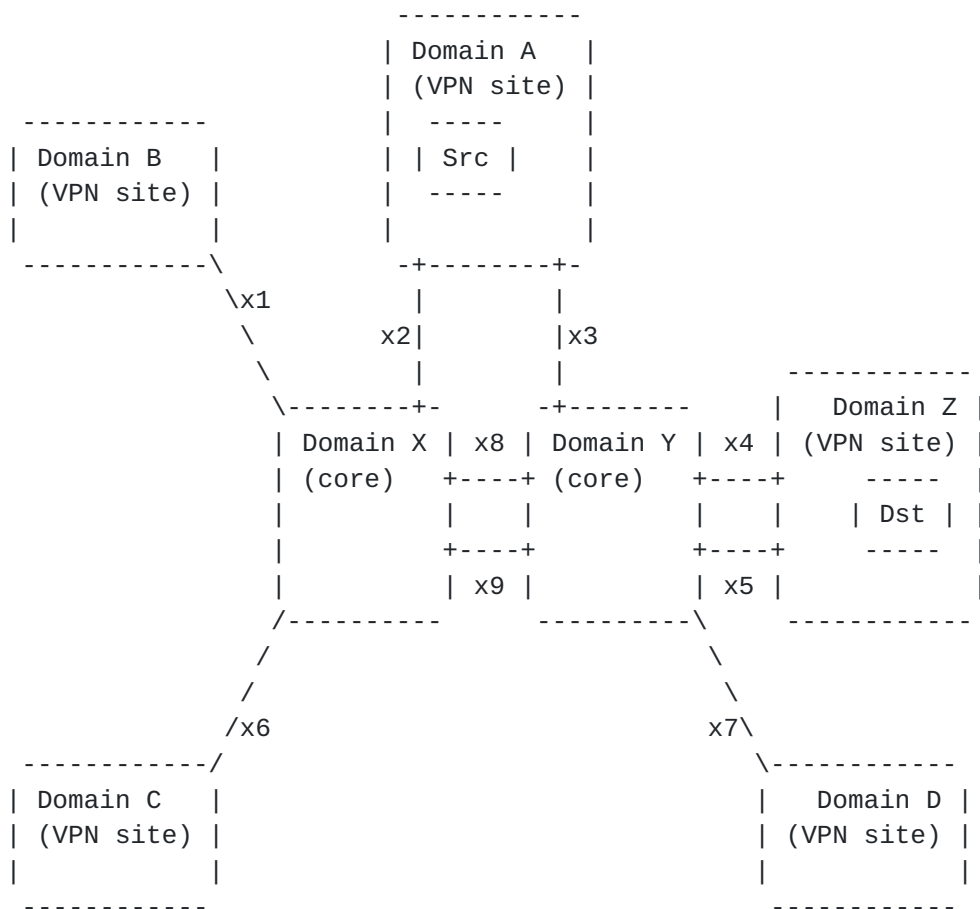 Domain A
(VPN site)
Domain B
Src
(VPN site)
x1
x2
x3
Domain Z
Domain X
x8
Domain Y
x4
(VPN site)
(core)
(core)
Dst
x9
x5
x6
x7
Domain C
Domain D
(VPN site)
(VPN site)